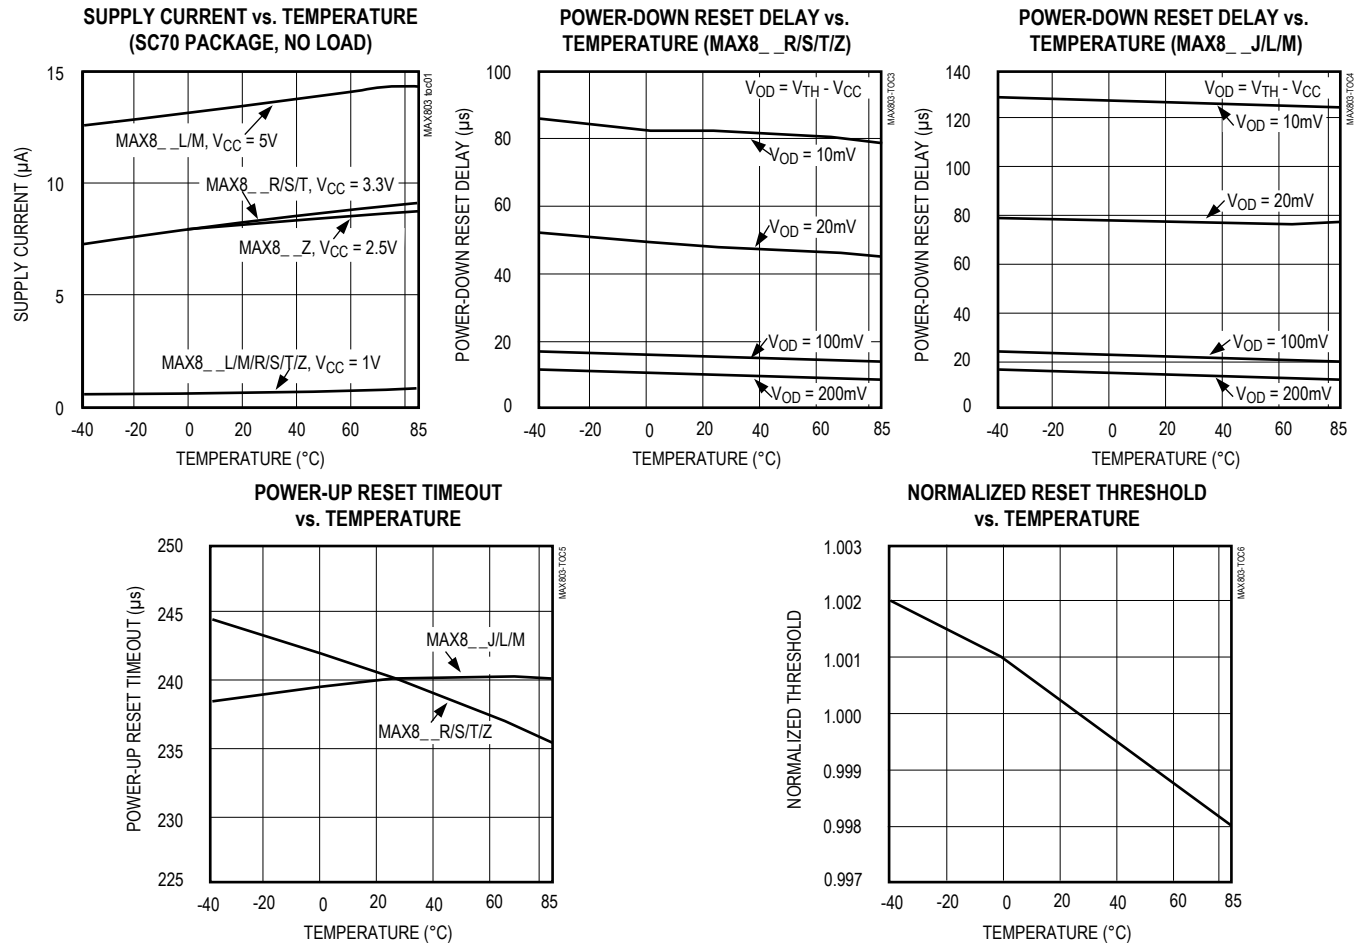 SUPPLY CURRENT vs. TEMPERATURE
(SC70 PACKAGE, NO LOAD)
SUPPLY CURRENT (µA)
15
10
5
0
MAX8_ _L/M, VCC = 5V
MAX8_ _R/S/T, VCC = 3.3V
MAX8_ _Z, VCC = 2.5V
MAX8_ _L/M/R/S/T/Z, VCC = 1V
MAX803 toc01
-40 -20 0 20 40 60 85
TEMPERATURE (°C)
POWER-DOWN RESET DELAY vs.
TEMPERATURE (MAX8_ _R/S/T/Z)
POWER-DOWN RESET DELAY (µs)
100
80
60
40
20
0
VOD = VTH - VCC
VOD = 10mV
VOD = 20mV
VOD = 100mV
VOD = 200mV
MAX803-TOC3
-40 -20 0 20 40 60 85
TEMPERATURE (°C)
POWER-DOWN RESET DELAY vs.
TEMPERATURE (MAX8_ _J/L/M)
POWER-DOWN RESET DELAY (µs)
140
120
100
80
60
40
20
0
VOD = VTH - VCC
VOD = 10mV
VOD = 20mV
VOD = 100mV
VOD = 200mV
MAX803-TOC4
-40 -20 0 20 40 60 85
TEMPERATURE (°C)
POWER-UP RESET TIMEOUT
vs. TEMPERATURE
POWER-UP RESET TIMEOUT (µs)
250
245
240
235
230
225
MAX8_ _J/L/M
MAX8_ _R/S/T/Z
MAX803-TOC5
-40 -20 0 20 40 60 85
TEMPERATURE (°C)
NORMALIZED RESET THRESHOLD
vs. TEMPERATURE
NORMALIZED THRESHOLD
1.003
1.002
1.001
1.000
0.999
0.998
0.997
MAX803-TOC6
-40 -20 0 20 40 60 85
TEMPERATURE (°C)